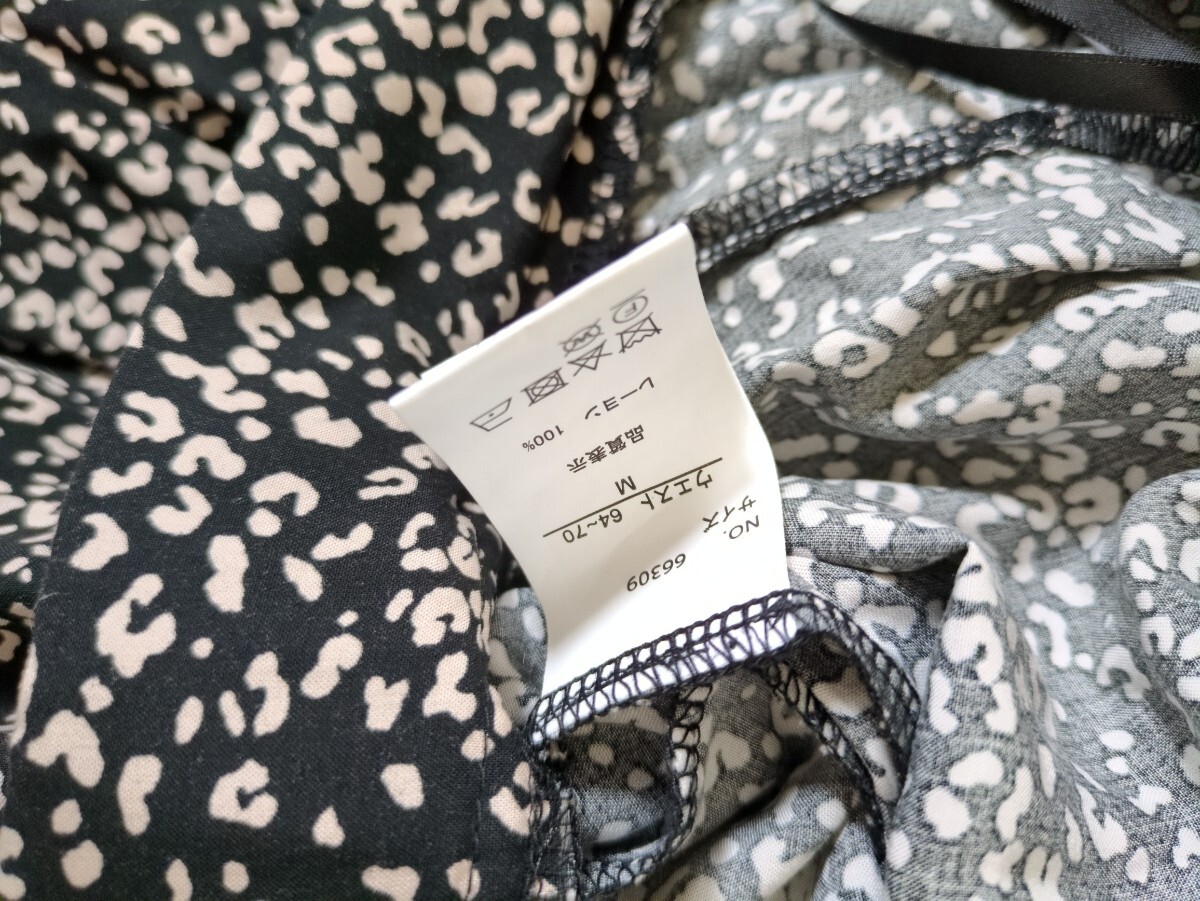 NO. 66309
サイズ
ウエスト 64~70
M
品質表示
レーヨン 100%
W
F